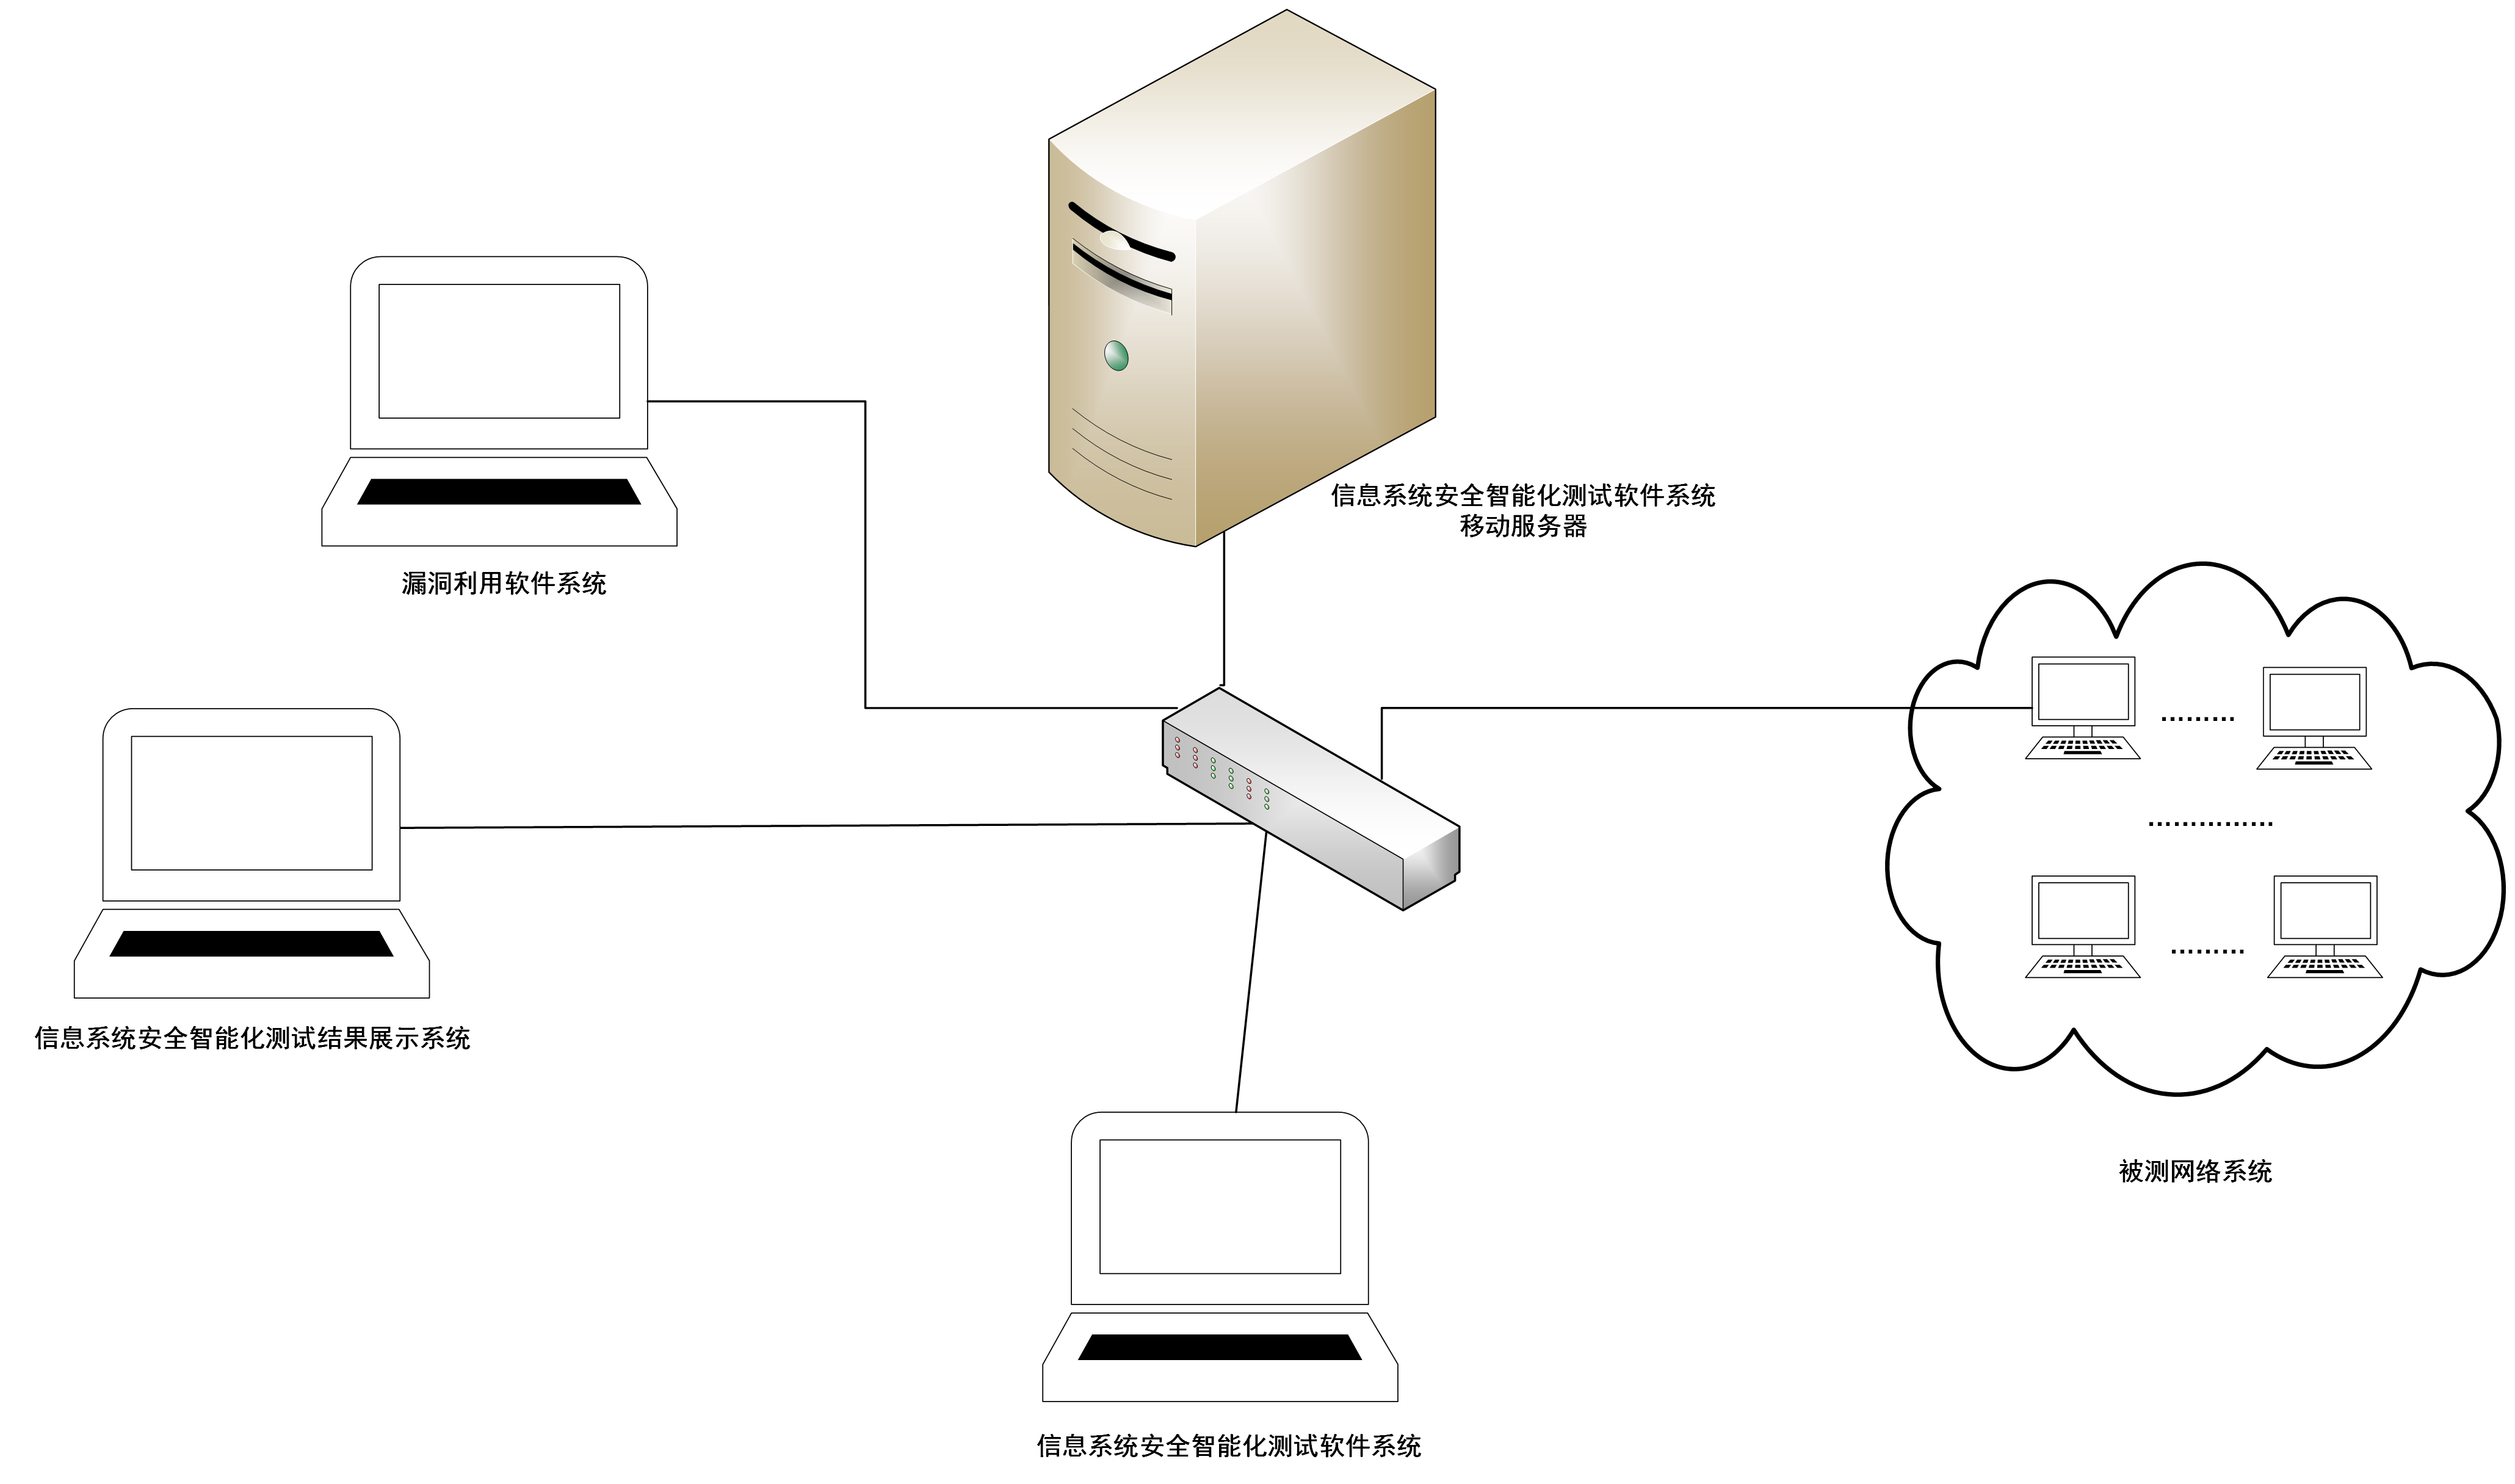 信息系统安全智能化测试软件系统
移动服务器
漏洞利用软件系统
………
……………
………
信息系统安全智能化测试结果展示系统
被测网络系统
信息系统安全智能化测试软件系统